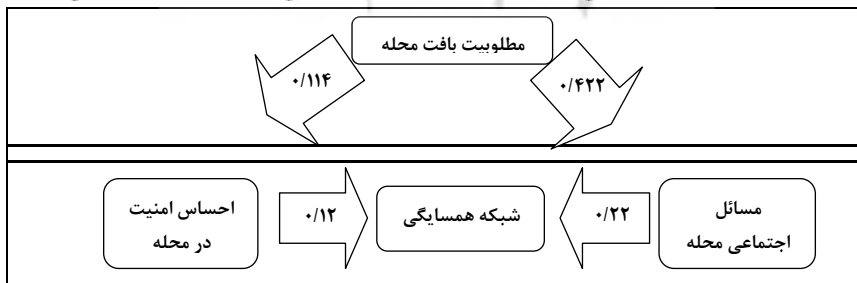 مطلوبیت بافت محله
۰/۴۲۲
۰/۱۱۴
مسائل
اجتماعی محله
۰/۲۲
شبکه همسایگی
۰/۱۲
احساس امنیت
در محله